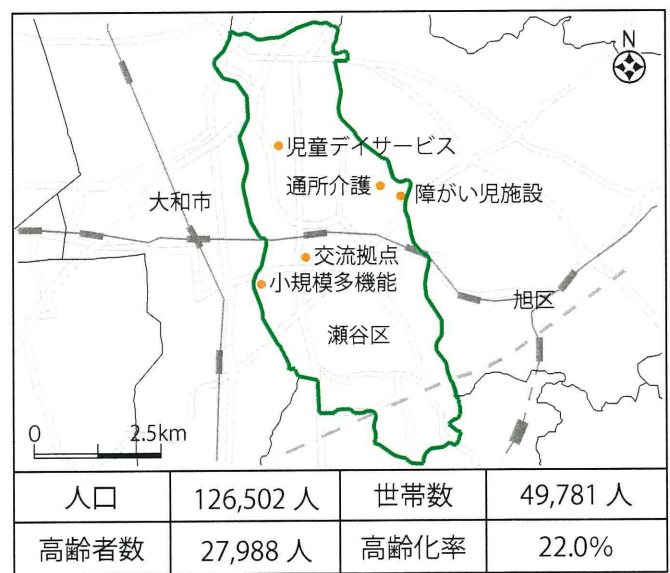 N
児童デイサービス
通所介護
障がい児施設
大和市
交流拠点
小規模多機能
旭区
瀬谷区
0 2.5km
人口 126,502 人 世帯数 49,781 人
高齢者数 27,988 人 高齢化率 22.0%